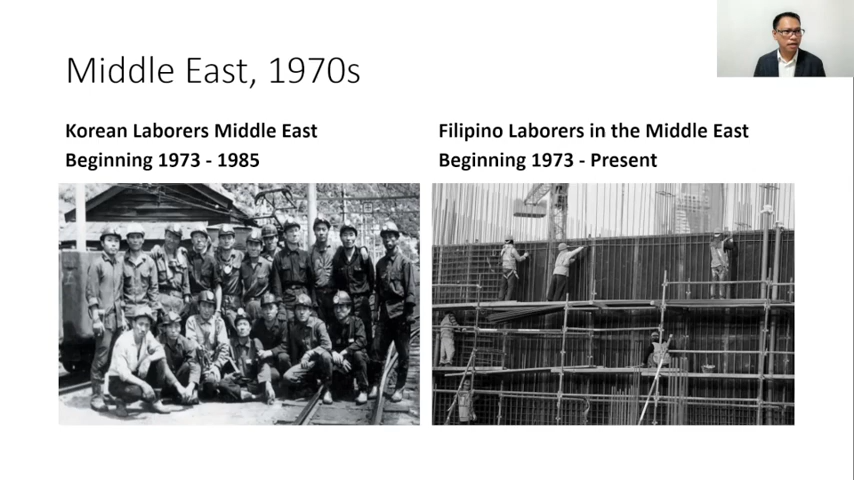 Middle East, 1970s
Korean Laborers Middle East
Beginning 1973 - 1985
Filipino Laborers in the Middle East
Beginning 1973 - Present